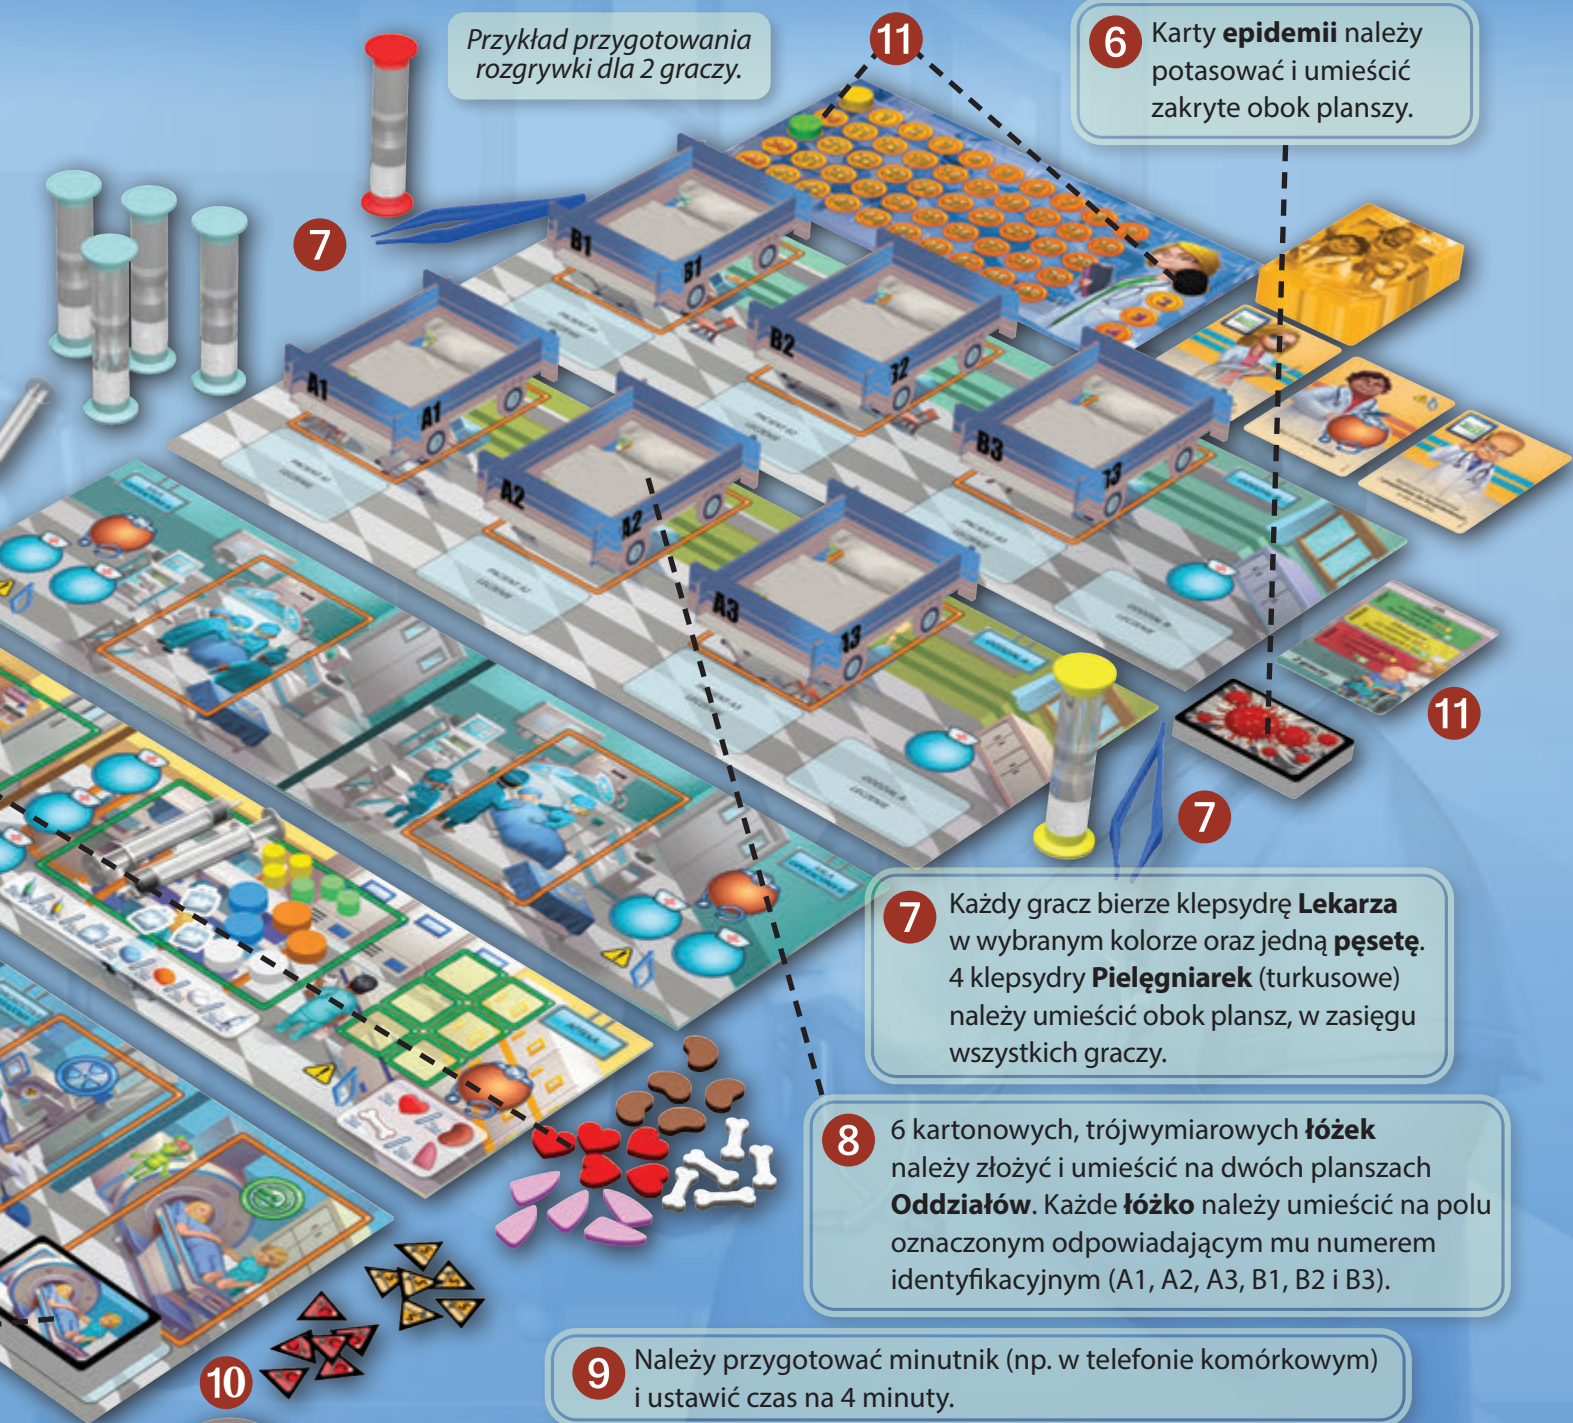 Przykład przygotowania
rozgrywki dla 2 graczy.
11
6 Karty epidemii należy
potasować i umieścić
zakryte obok planszy.
7
B1
B1
B2
B2
A1
A1
B3
B3
A2
A2
A3
A3
11
7
7 Każdy gracz bierze klepsydrę Lekarza
w wybranym kolorze oraz jedną pęsetę.
4 klepsydry Pielęgniarek (turkusowe)
należy umieścić obok plansz, w zasięgu
wszystkich graczy.
APTEKA
8 6 kartonowych, trójwymiarowych łóżek
należy złożyć i umieścić na dwóch planszach
Oddziałów. Każde łóżko należy umieścić na polu
oznaczonym odpowiadającym mu numerem
identyfikacyjnym (A1, A2, A3, B1, B2 i B3).
10
9 Należy przygotować minutnik (np. w telefonie komórkowym)
i ustawić czas na 4 minuty.